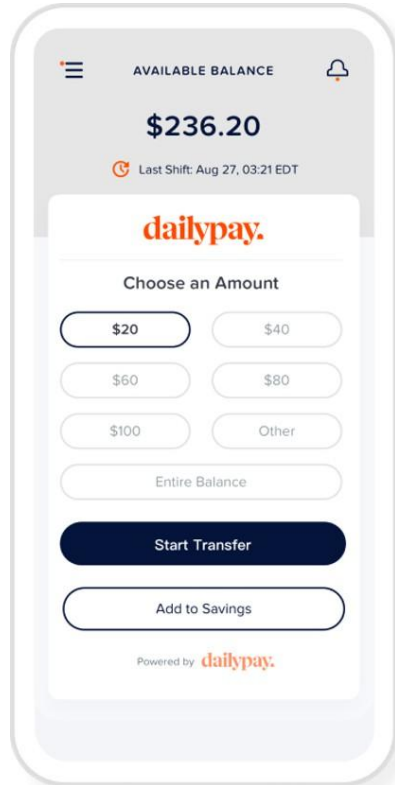 AVAILABLE BALANCE
$236.20
Last Shift: Aug 27, 03:21 EDT
dailypay.
Choose an Amount
$20 $40
$60 $80
$100 Other
Entire Balance
Start Transfer
Add to Savings
Powered by dailypay.